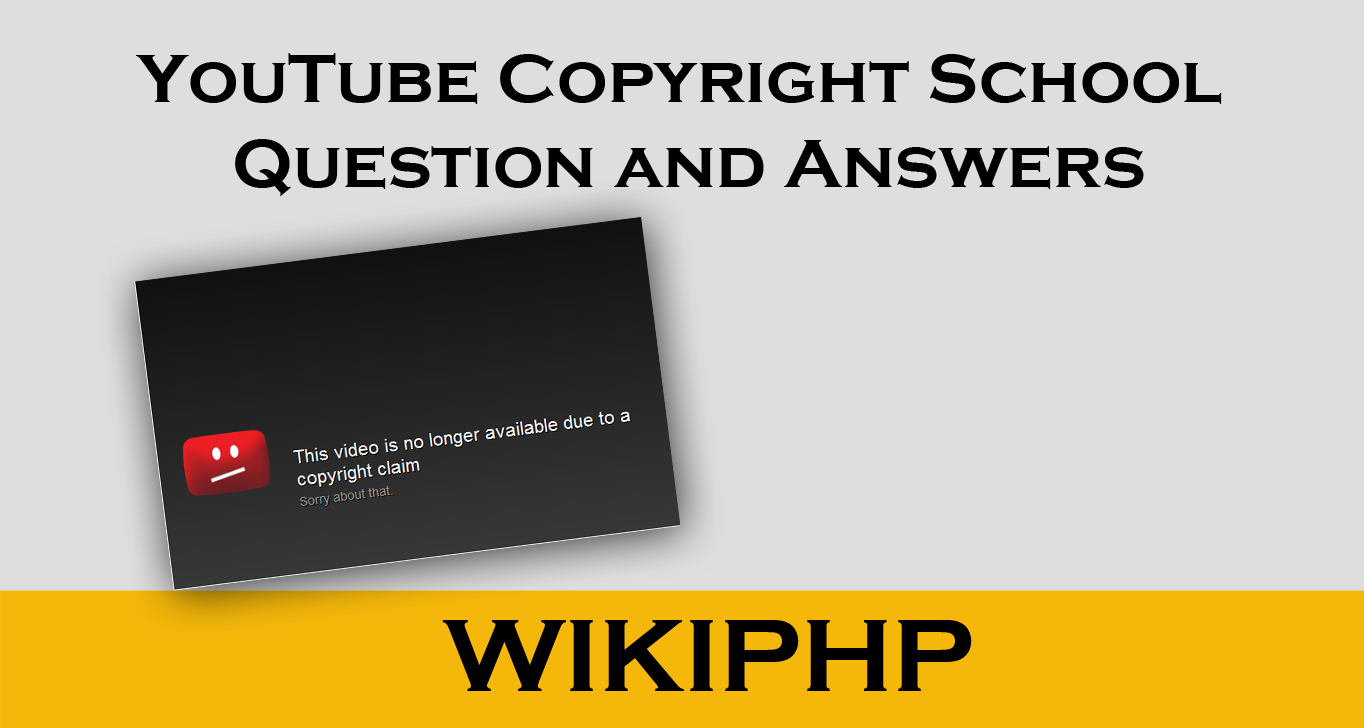 YouTube Copyright School
Question and Answers
This video is no longer available due to a
copyright claim
Sorry about that.
WIKIPHP